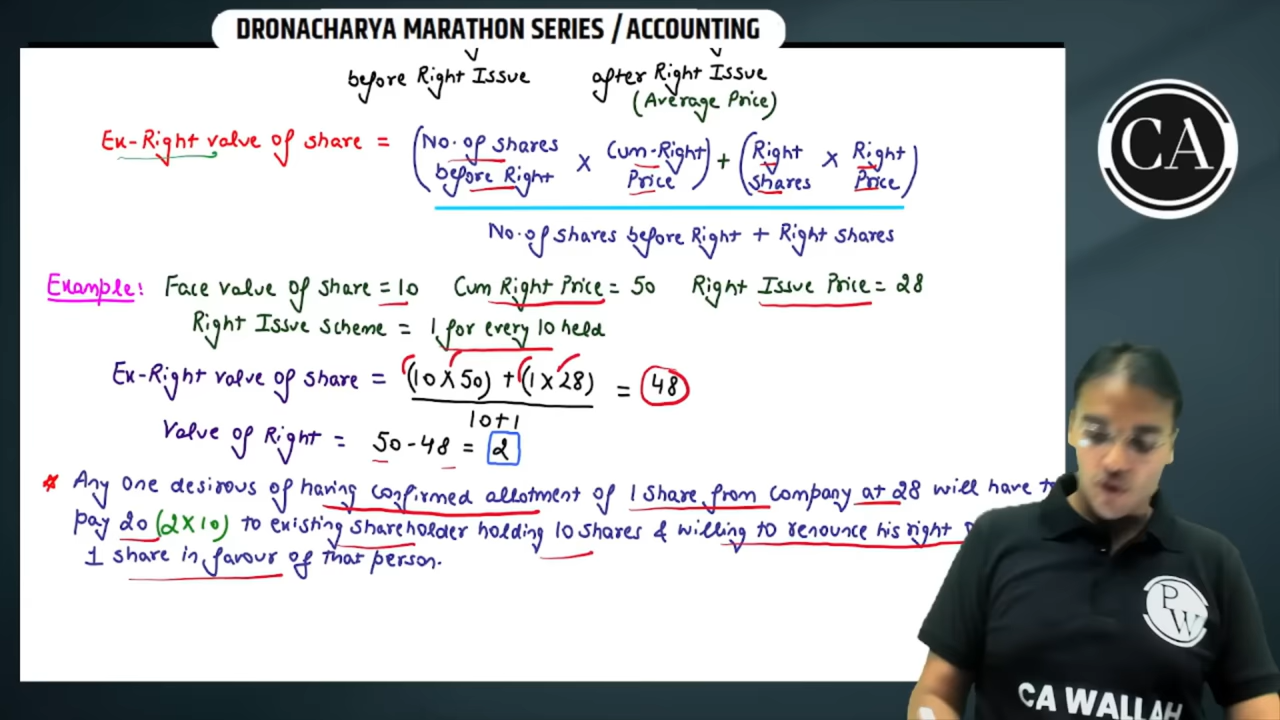 DRONACHARYA MARATHON SERIES / ACCOUNTING
before Right Issue after Right Issue
(Average Price)
Ex-Right value of share = (No. of shares before Right × Cum-Right Price) + (Right shares × Right Price)
No. of shares before Right + Right shares
Example: Face value of share = 10 Cum Right Price = 50 Right Issue Price = 28
Right Issue scheme = 1 for every 10 held
Ex-Right value of share = (10 × 50) + (1 × 28) = 48
10+1
Value of Right = 50 - 48 = 2
* Any one desirous of having confirmed allotment of 1 share from company at 28 will have to
pay 20 (2×10) to existing shareholder holding 10 shares & willing to renounce his right
1 share in favour of that person.
CA
PW
CA WALLAH